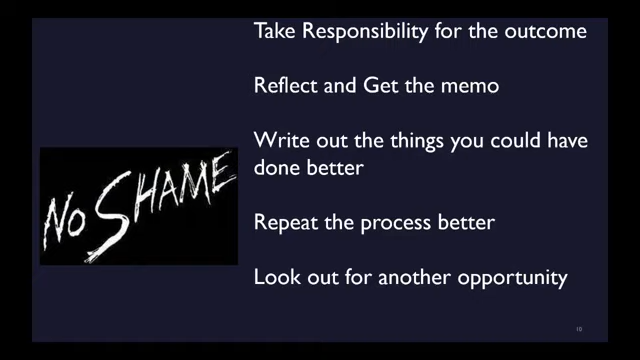 Take Responsibility for the outcome
Reflect and Get the memo
Write out the things you could have
done better
NO SHAME
Repeat the process better
Look out for another opportunity
10